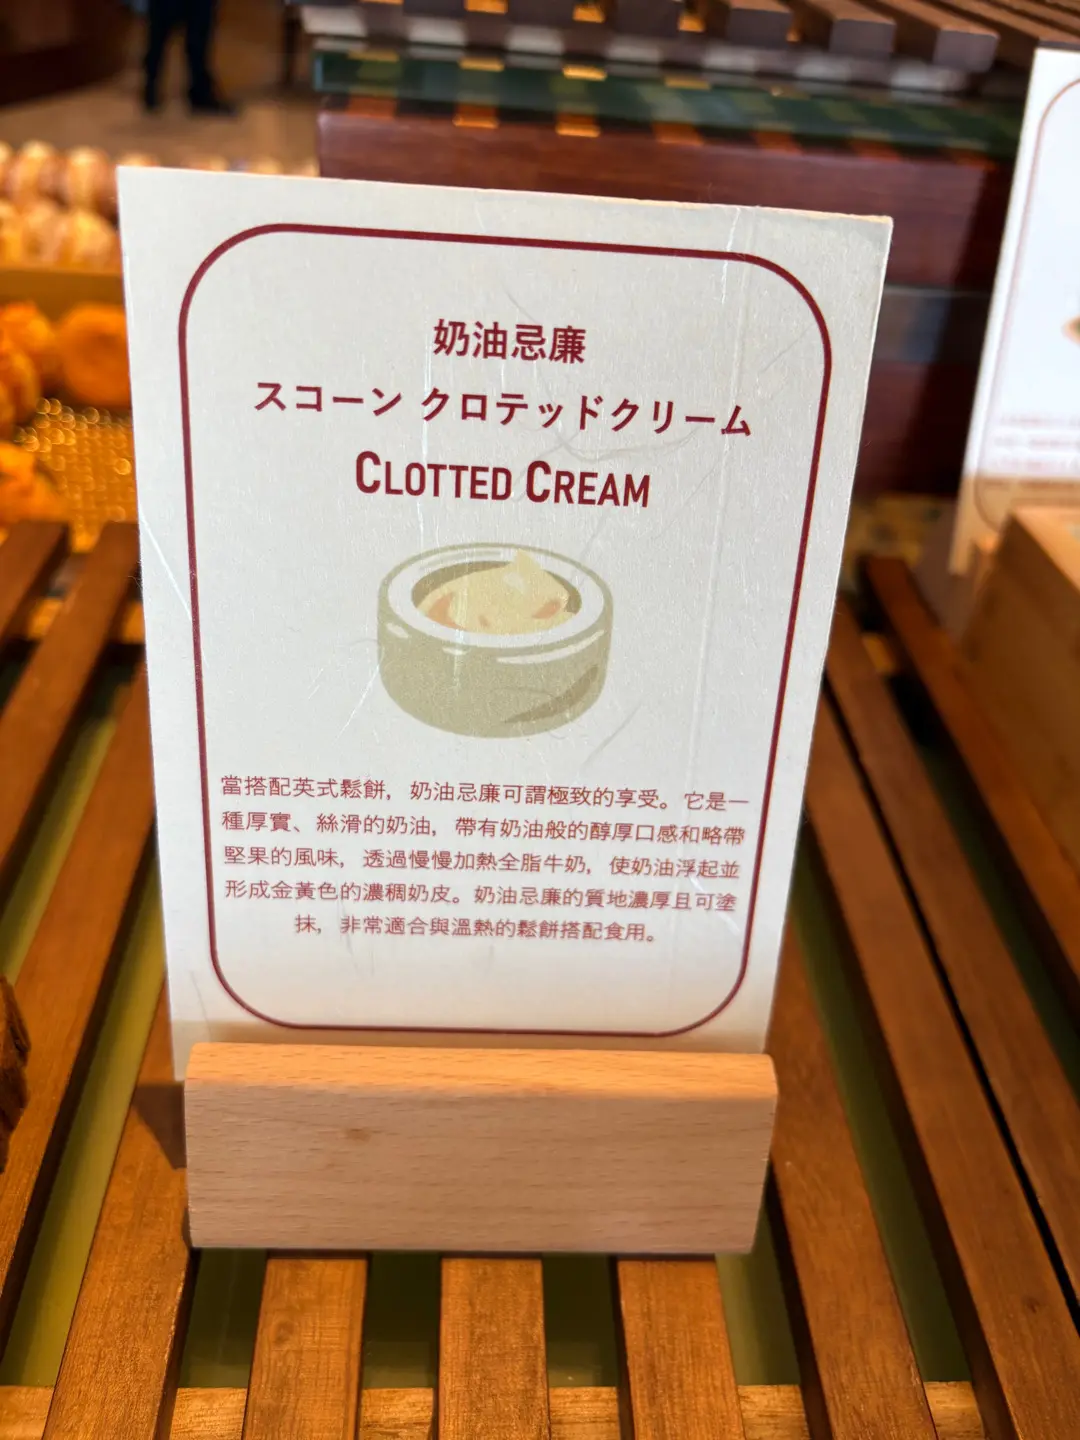 奶油忌廉
スコーン クロテッドクリーム
CLOTTED CREAM
當搭配英式鬆餅，奶油忌廉可謂極致的享受。它是一
種厚實、絲滑的奶油，帶有奶油般的醇厚口感和略帶
堅果的風味，透過慢慢加熱全脂牛奶，使奶油浮起並
形成金黃色的濃稠奶皮。奶油忌廉的質地濃厚且可塗
抹，非常適合與溫熱的鬆餅搭配食用。